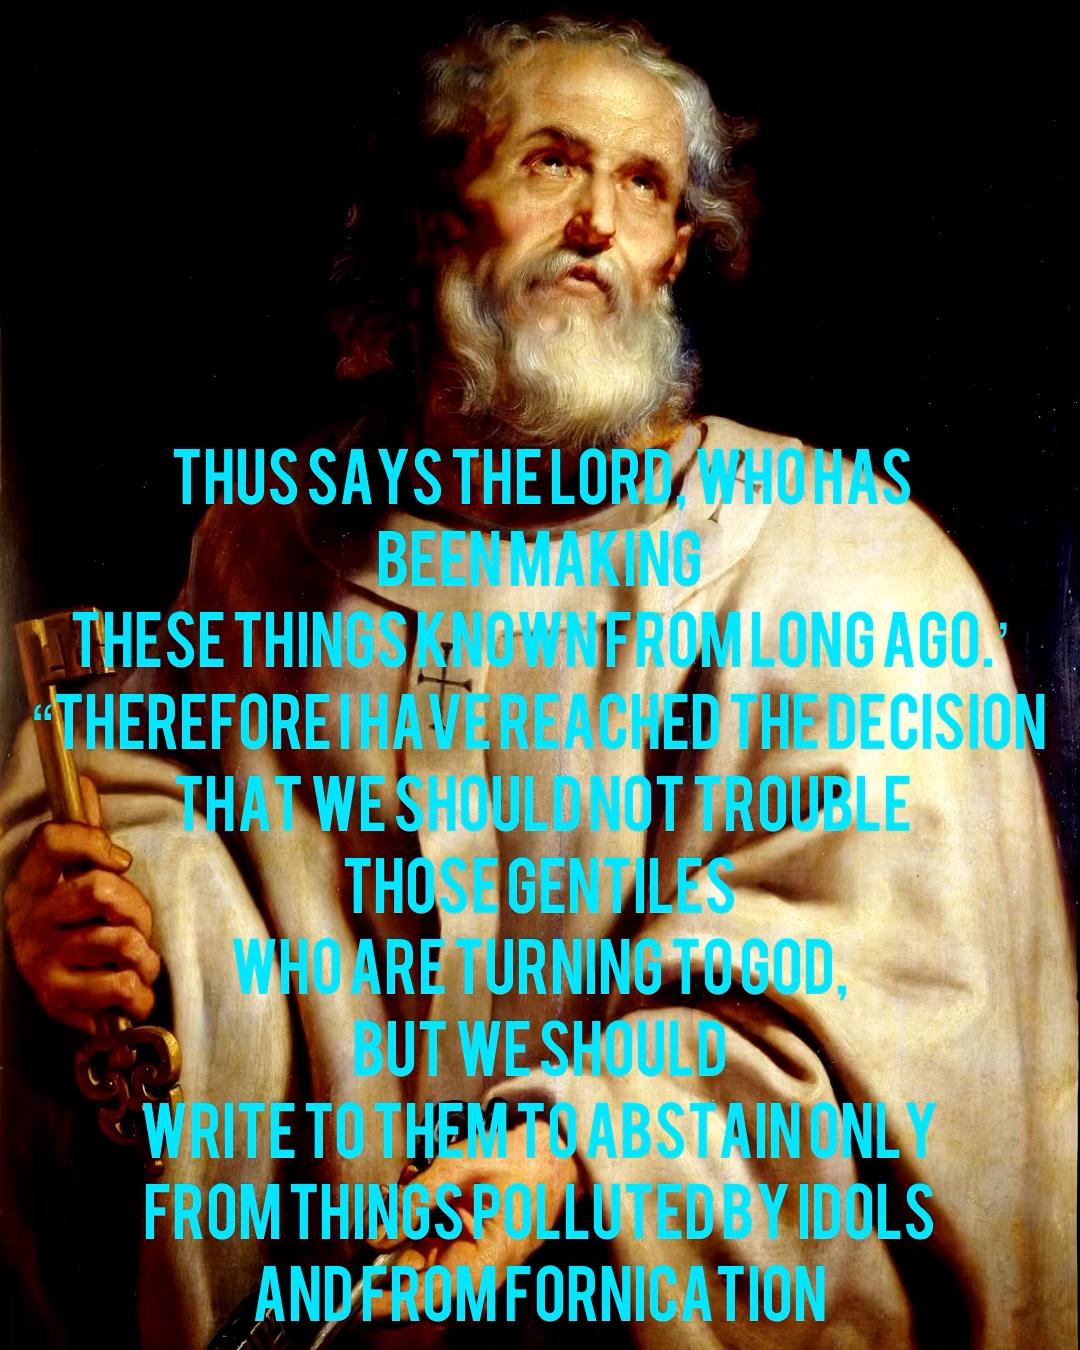 THUS SAYS THE LORD, WHO HAS
BEEN MAKING
THESE THINGS KNOWN FROM LONG AGO.’
“THEREFORE I HAVE REACHED THE DECISION
THAT WE SHOULD NOT TROUBLE
THOSE GENTILES
WHO ARE TURNING TO GOD,
BUT WE SHOULD
WRITE TO THEM TO ABSTAIN ONLY
FROM THINGS POLLUTED BY IDOLS
AND FROM FORNICATION